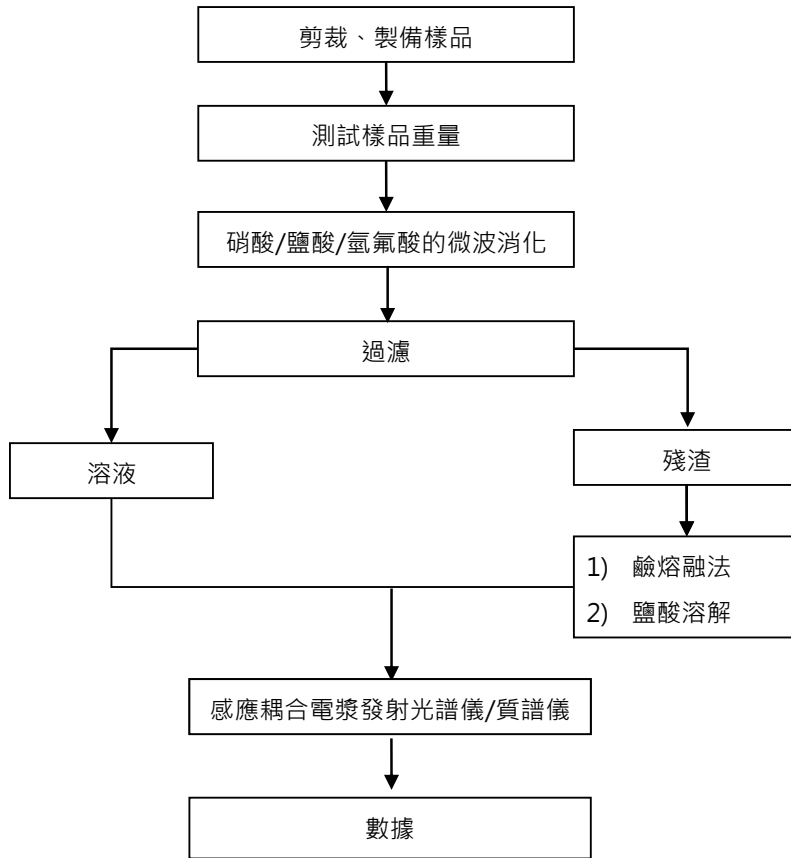 剪裁、製備樣品
測試樣品重量
硝酸/鹽酸/氫氟酸的微波消化
過濾
溶液
殘渣
1) 鹼熔融法
2) 鹽酸溶解
感應耦合電漿發射光譜儀/質譜儀
數據